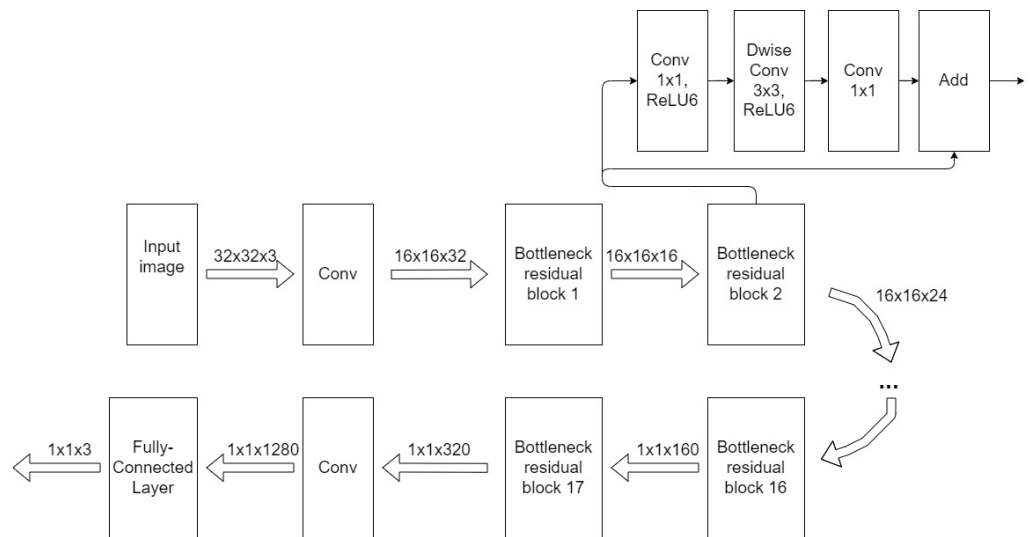 Conv
1x1,
ReLU6
Dwise
Conv
3x3,
ReLU6
Conv
1x1
Add
Input
image
32x32x3
Conv
16x16x32
Bottleneck
residual
block 1
16x16x16
Bottleneck
residual
block 2
16x16x24
...
1x1x3
Fully-
Connected
Layer
1x1x1280
Conv
1x1x320
Bottleneck
residual
block 17
1x1x160
Bottleneck
residual
block 16